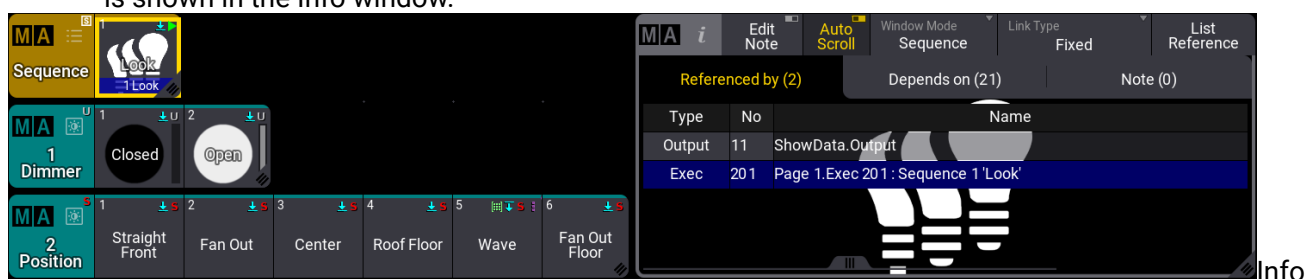 is shown in the info window.
MA S
Sequence
1
Look
1 Look
MA i
Edit Note
Auto Scroll
Window Mode
Sequence
Link Type
Fixed
List Reference
Referenced by (2)
Depends on (21)
Note (0)
Type No Name
Output 11 ShowData.Output
Exec 201 Page 1.Exec 201 : Sequence 1 'Look'
MA U
1
Dimmer
1 U
Closed
2 U
Open
MA S
2
Position
1 S
Straight Front
2 S
Fan Out
3 S
Center
4 S
Roof Floor
5 S
Wave
6 S
Fan Out Floor
Info